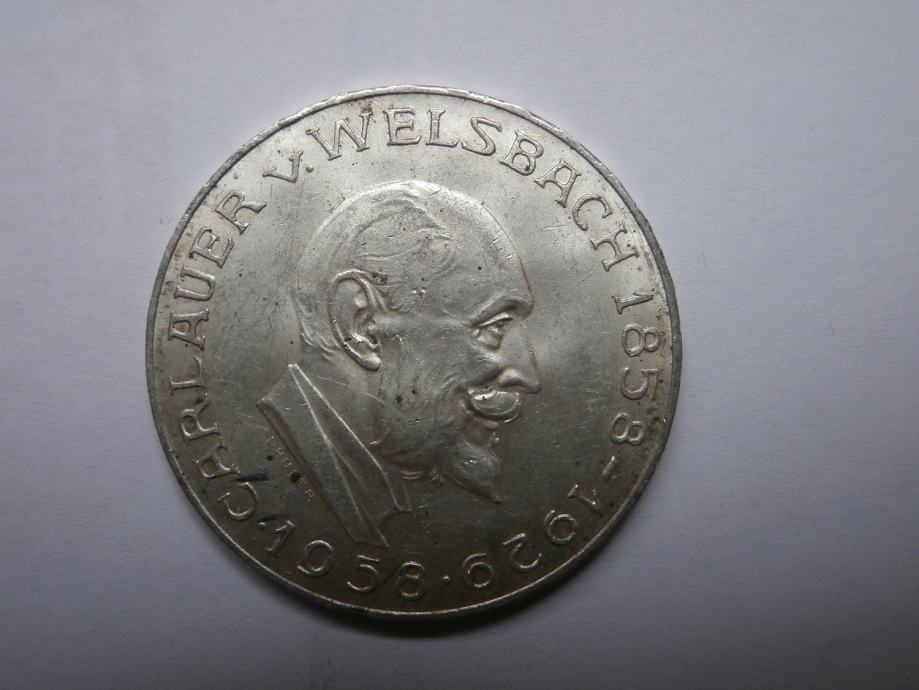 CARL AUER V. WELSBACH 1858-1929
· 1958 ·